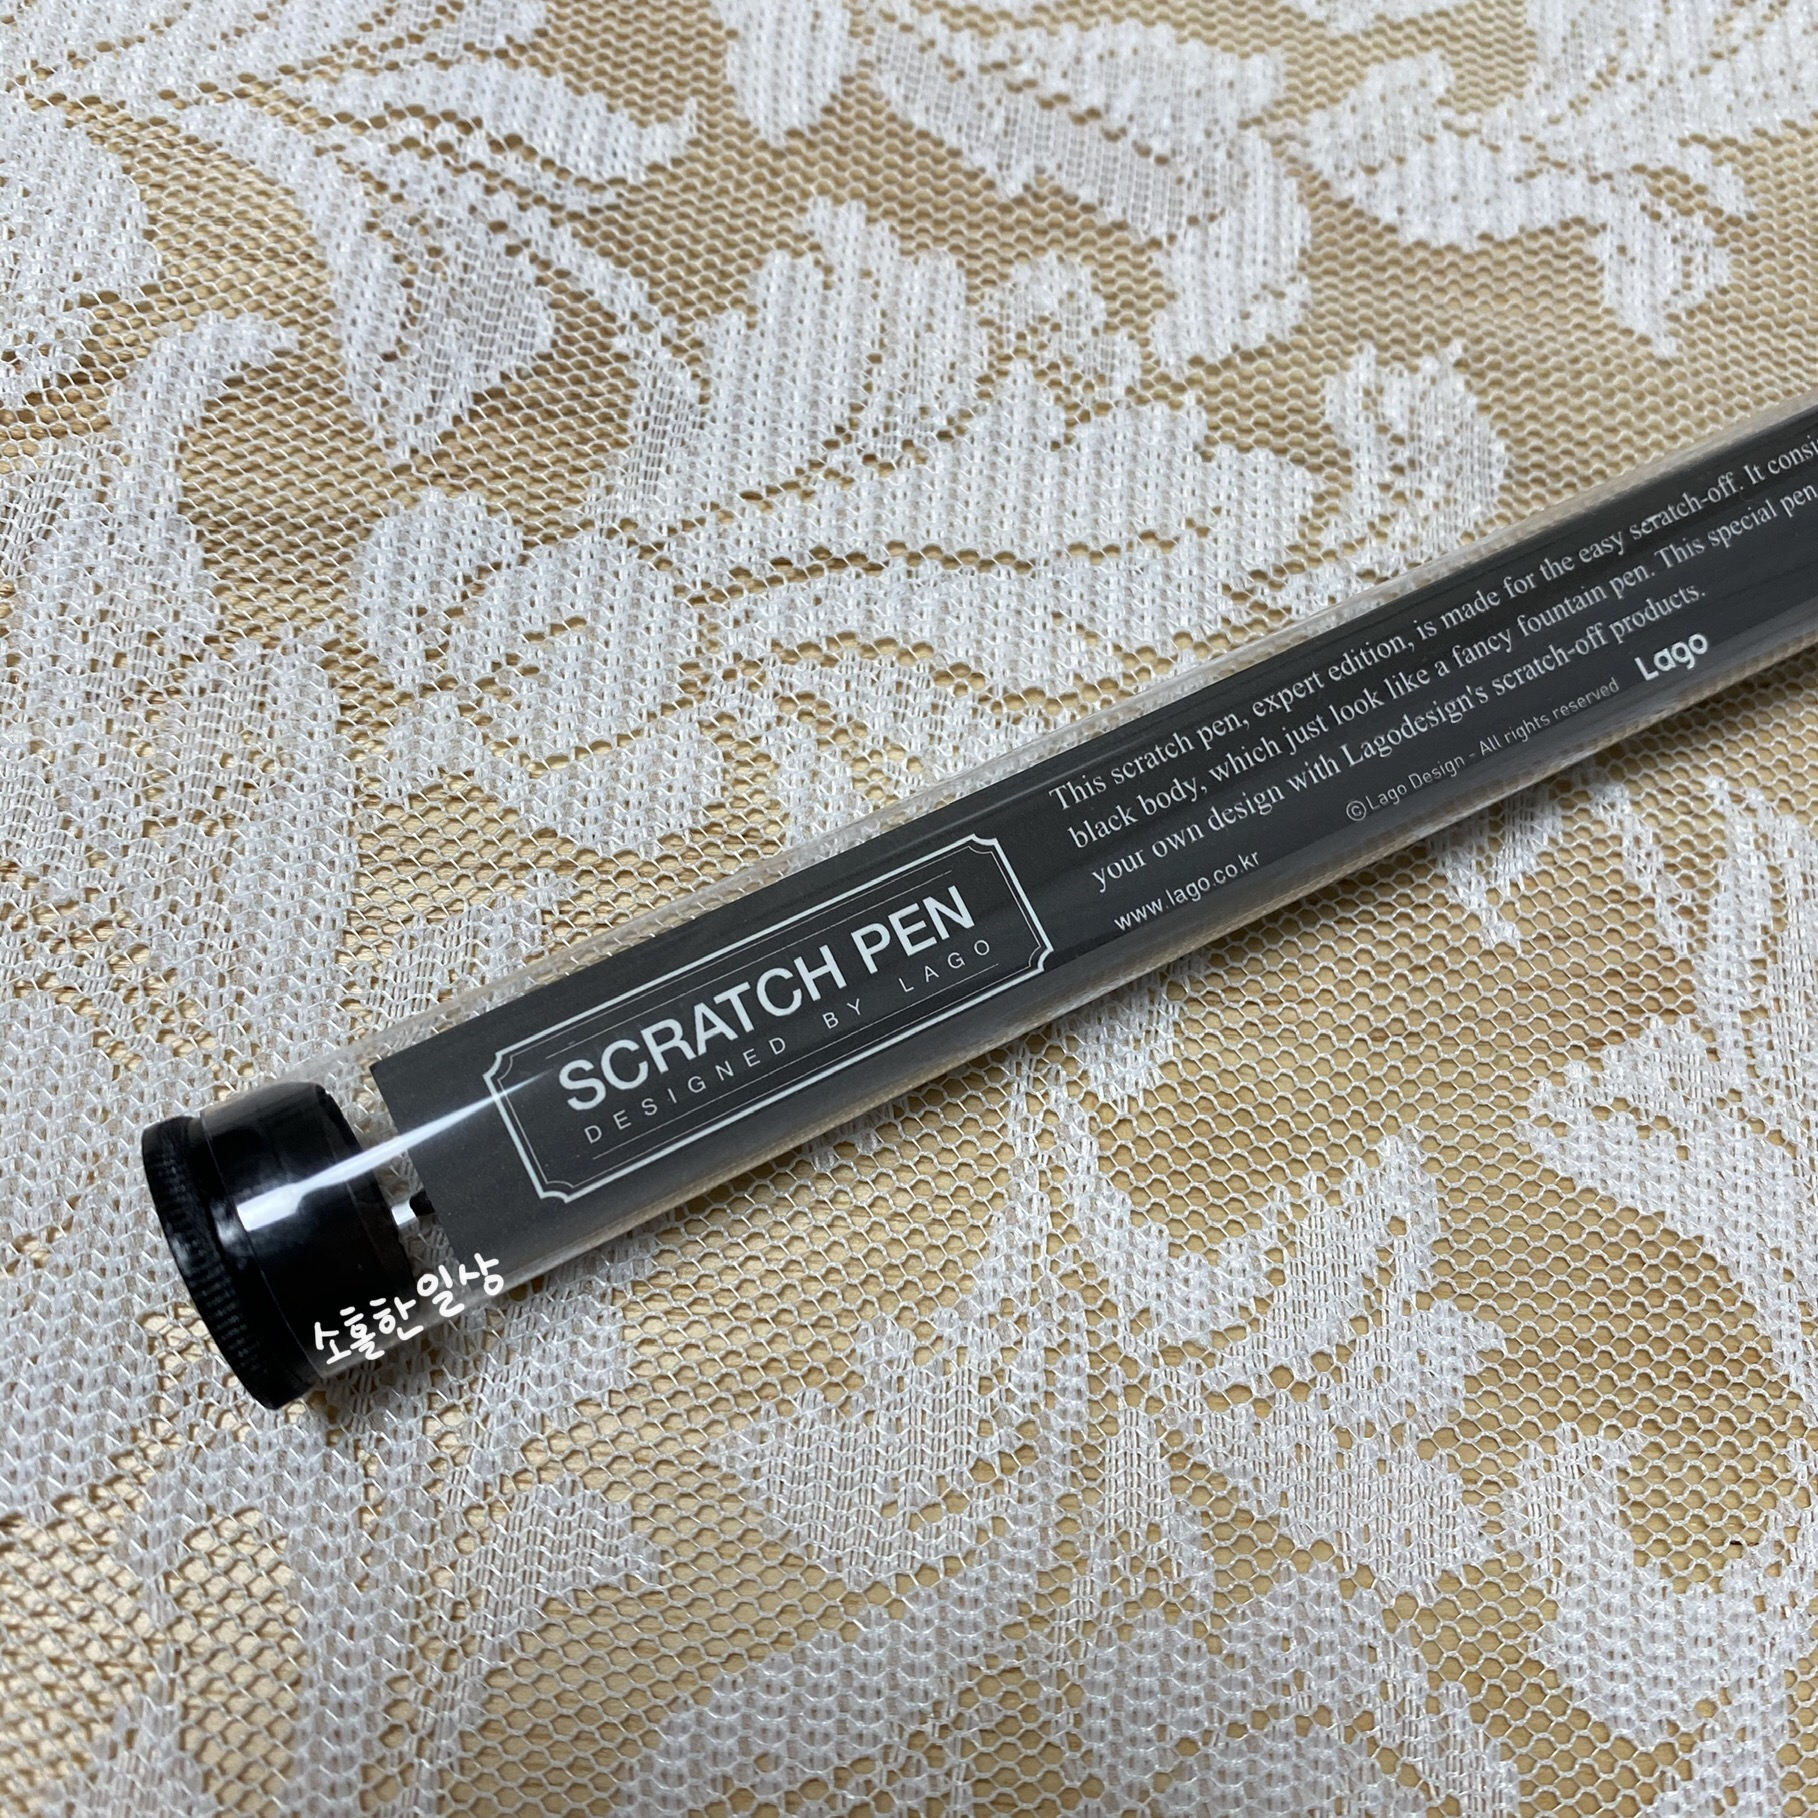 SCRATCH PEN
DESIGNED BY LAGO
This scratch pen, expert edition, is made for the easy scratch-off. It
black body, which just look like a fancy fountain pen. This special pen
your own design with Lagodesign's scratch-off products.
www.lago.co.kr
©Lago Design - All rights reserved
Lago
소홀한일상